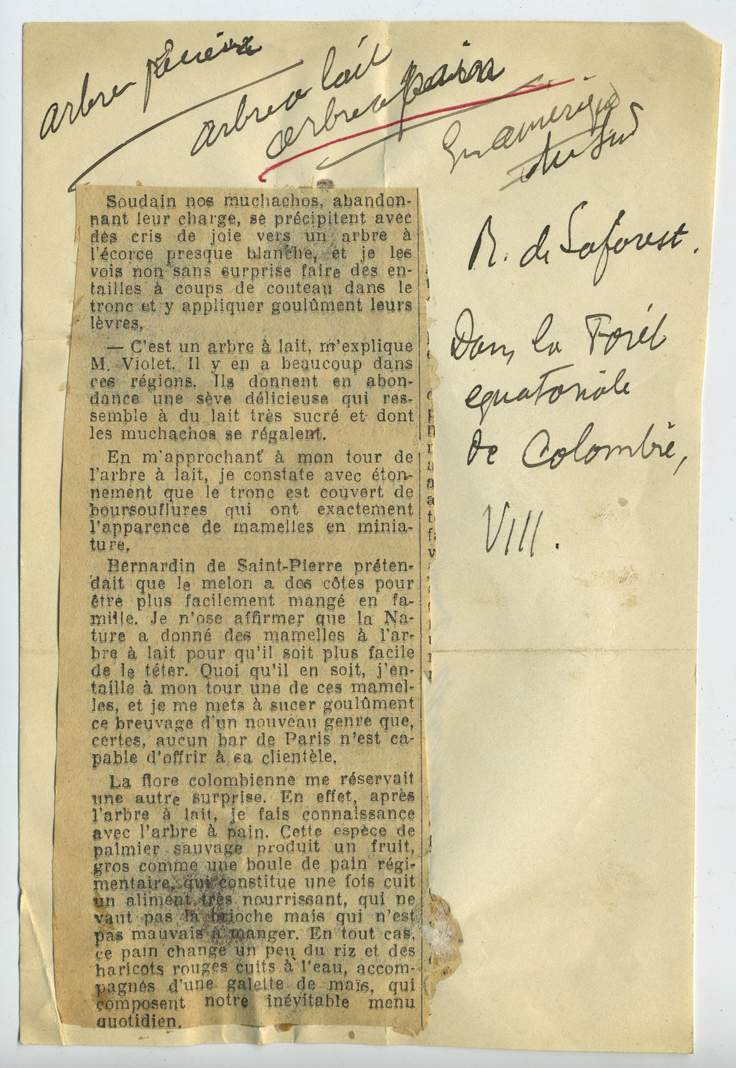 arbre
arbre à lait
arbre à pain
En amérique
du Sud
R. de Laforest.
Dans la Forêt
equatoriale
de Colombie,
VIII.
Soudain nos muchachos, abandon-
nant leur charge, se précipitent avec
des cris de joie vers un arbre à
l'écorce presque blanche, et je les
vois non sans surprise faire des en-
tailles à coups de couteau dans le
tronc et y appliquer goulûment leurs
lèvres.
— C'est un arbre à lait, m'explique
M. Violet. Il y en a beaucoup dans
ces régions. Ils donnent en abon-
dance une sève délicieuse qui res-
semble à du lait très sucré et dont
les muchachos se régalent.
En m'approchant à mon tour de
l'arbre à lait, je constate avec éton-
nement que le tronc est couvert de
boursouflures qui ont exactement
l'apparence de mamelles en minia-
ture.
Bernardin de Saint-Pierre préten-
dait que le melon a des côtes pour
être plus facilement mangé en fa-
mille. Je n'ose affirmer que la Na-
ture a donné des mamelles à l'ar-
bre à lait pour qu'il soit plus facile
de le téter. Quoi qu'il en soit, j'en-
taille à mon tour une de ces mamel-
les, et je me mets à sucer goulûment
ce breuvage d'un nouveau genre que,
certes, aucun bar de Paris n'est ca-
pable d'offrir à sa clientèle.
La flore colombienne me réservait
une autre surprise. En effet, après
l'arbre à lait, je fais connaissance
avec l'arbre à pain. Cette espèce de
palmier sauvage produit un fruit,
gros comme une boule de pain régi-
mentaire, qui constitue une fois cuit
un aliment très nourrissant, qui ne
vaut pas la brioche mais qui n'est
pas mauvais à manger. En tout cas,
ce pain change un peu du riz et des
haricots rouges cuits à l'eau, accom-
pagnés d'une galette de maïs, qui
composent notre inévitable menu
quotidien.